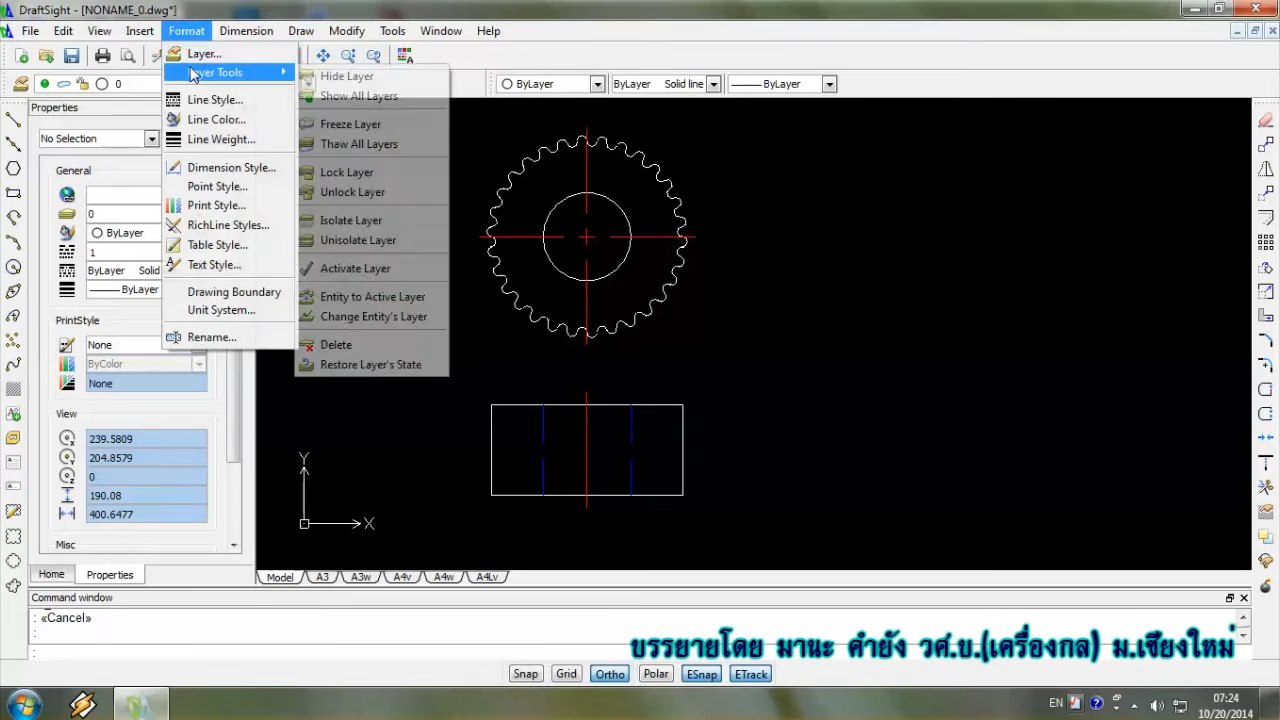 DraftSight - [NONAME_0.dwg*]
File Edit View Insert Format Dimension Draw Modify Tools Window Help
0 ByLayer ByLayer Solid line ByLayer
Layer...
Line Style...
Line Color...
Line Weight...
Dimension Style...
Point Style...
Print Style...
RichLine Styles...
Table Style...
Text Style...
Drawing Boundary
Unit System...
Rename...
Hide Layer
Show All Layers
Freeze Layer
Thaw All Layers
Lock Layer
Unlock Layer
Isolate Layer
Unisolate Layer
Activate Layer
Entity to Active Layer
Change Entity's Layer
Delete
Restore Layer's State
Properties
No Selection
General
0
ByLayer
1
ByLayer Solid
ByLayer
PrintStyle
None
ByColor
None
View
239.5809
204.8579
0
190.08
400.6477
Misc
Home Properties
Y
X
Model A3 A3w A4v A4w A4Lv
Command window
: «Cancel»
:
:
บรรยายโดย มานะ คำยัง วศ.บ.(เครื่องกล) ม.เชียงใหม่
Snap Grid Ortho Polar ESnap ETrack
EN
07:24
10/20/2014